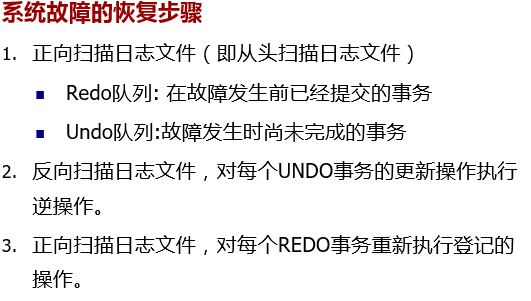 系统故障的恢复步骤
1. 正向扫描日志文件（即从头扫描日志文件）
■ Redo队列: 在故障发生前已经提交的事务
■ Undo队列:故障发生时尚未完成的事务
2. 反向扫描日志文件，对每个UNDO事务的更新操作执行
逆操作。
3. 正向扫描日志文件，对每个REDO事务重新执行登记的
操作。